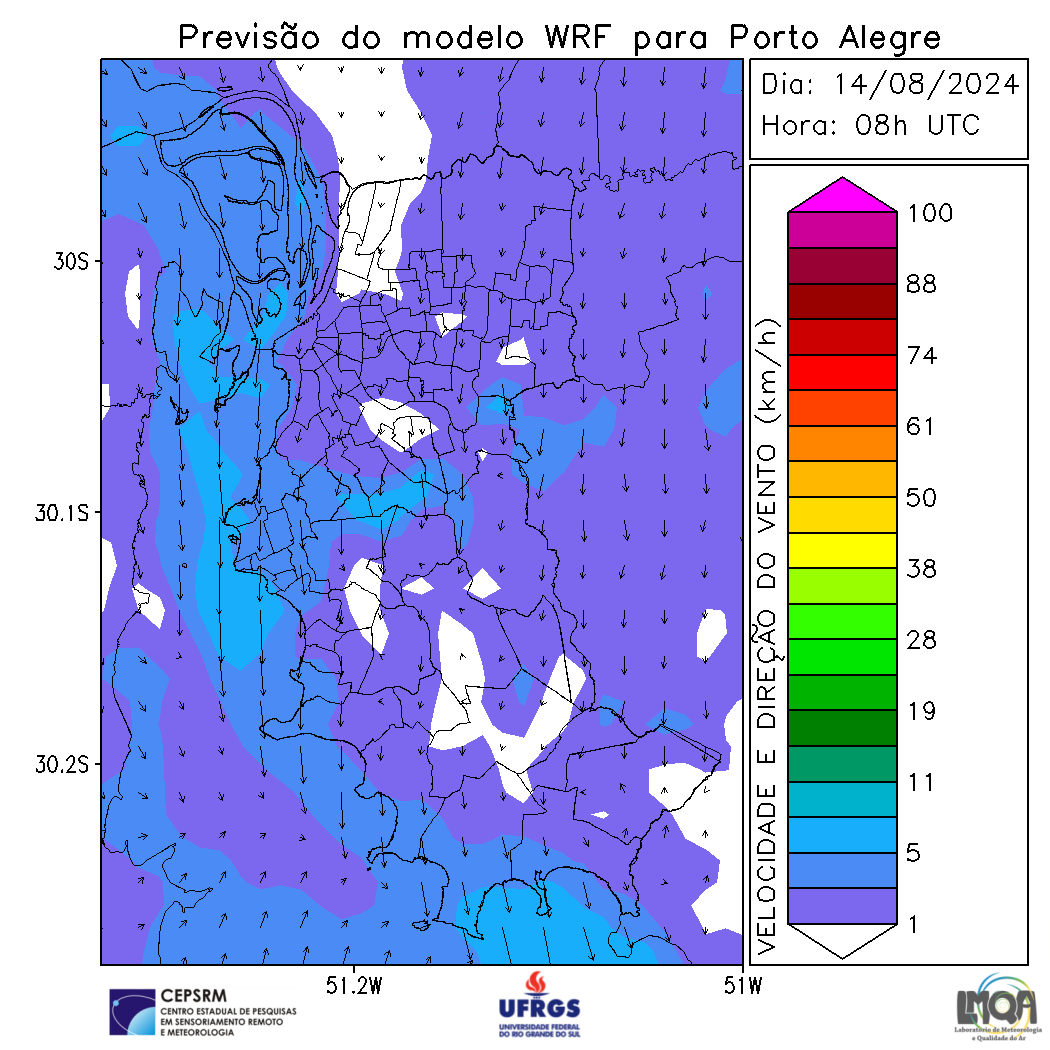 Previsão do modelo WRF para Porto Alegre
Dia: 14/08/2024
Hora: 08h UTC
30S
30.1S
30.2S
51.2W
51W
VELOCIDADE E DIREÇÃO DO VENTO (km/h)
100
88
74
61
50
38
28
19
11
5
1
CEPSRM
CENTRO ESTADUAL DE PESQUISAS
EM SENSORIAMENTO REMOTO
E METEOROLOGIA
UFRGS
UNIVERSIDADE FEDERAL
DO RIO GRANDE DO SUL
LMQA
Laboratório de Meteorologia
e Qualidade do Ar